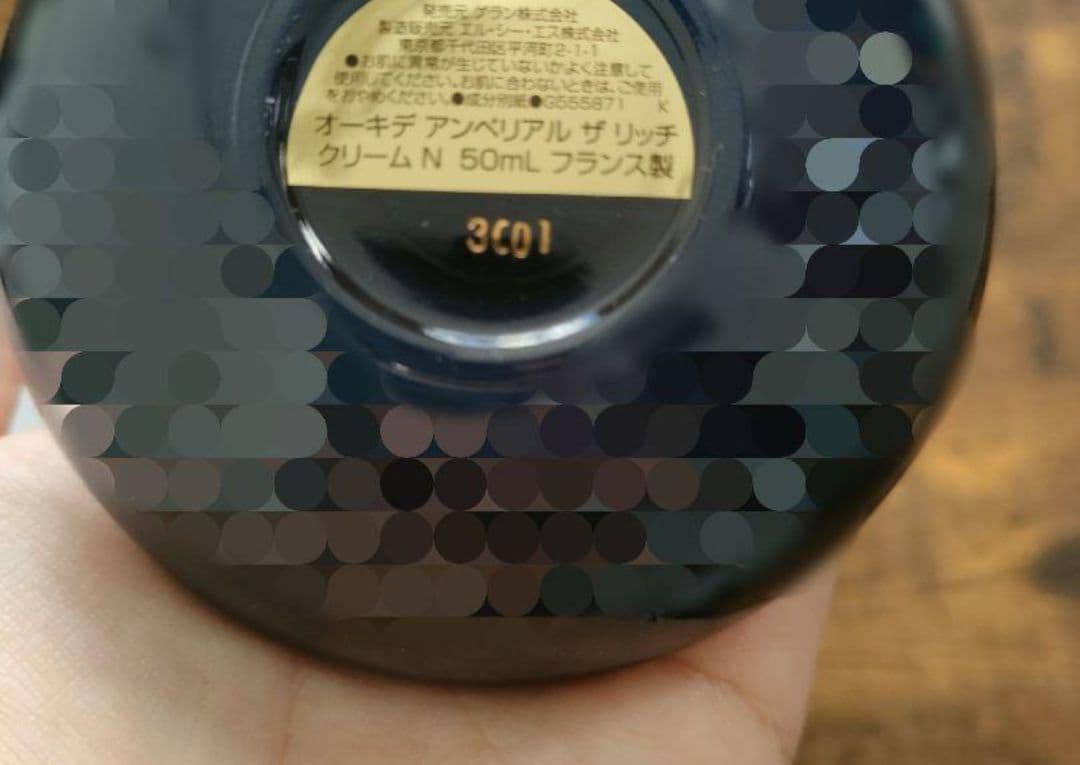 発売元 ゲラン株式会社
製造販売元 エル・シー・エス株式会社
東京都千代田区平河町2-1-1
●お肌に異常が生じていないかよく注意して
使用してください。お肌に合わないときは、ご使用
をおやめください。●成分別紙●G555871 K
オーキデ アンペリアル ザ リッチ
クリーム N 50mL フランス製
3C01